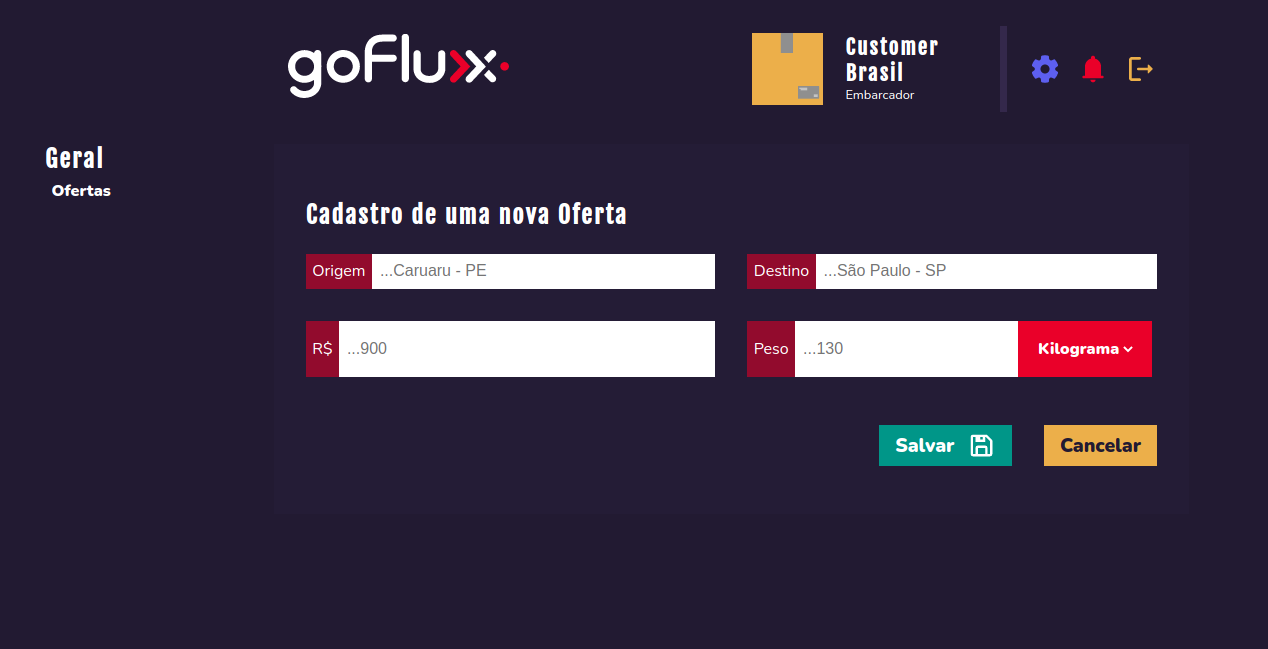 goFlux
Customer
Brasil
Embarcador
Geral
Ofertas
Cadastro de uma nova Oferta
Origem ...Caruaru - PE
Destino ...São Paulo - SP
R$ ...900
Peso ...130 Kilograma
Salvar
Cancelar